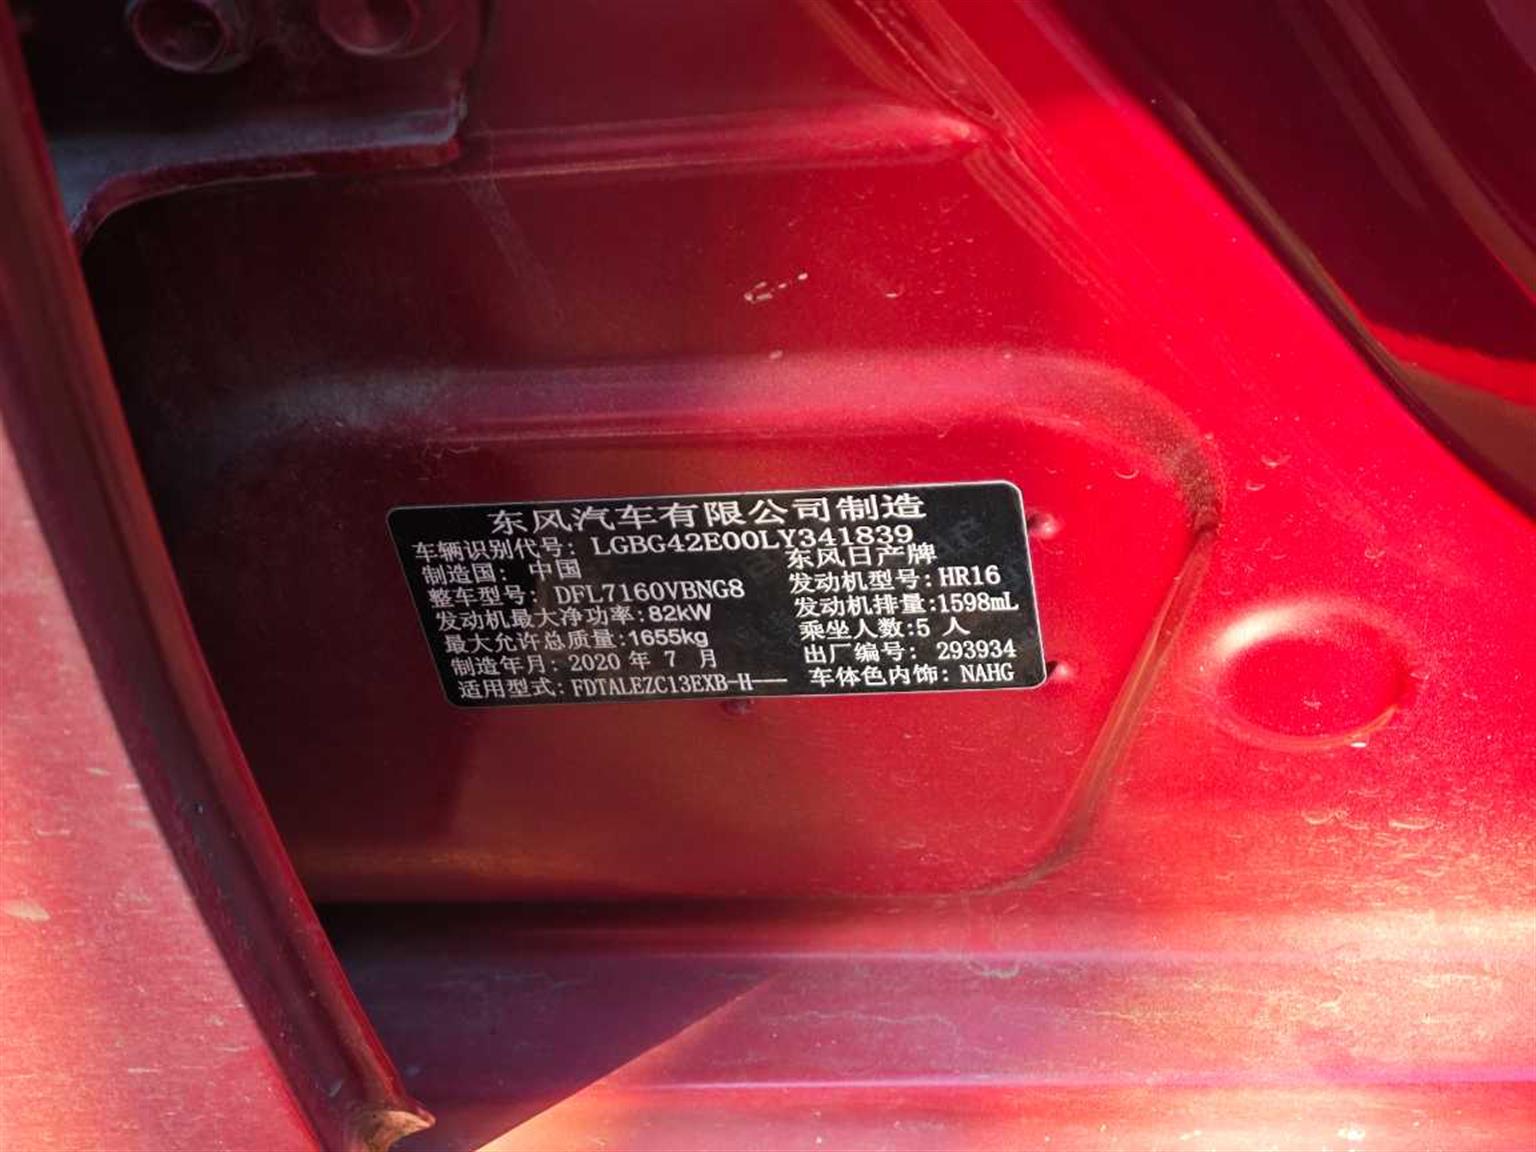 东风汽车有限公司制造
车辆识别代号: LGBG42E00LY341839
制造国: 中国 东风日产牌
整车型号: DFL7160VBNG8 发动机型号: HR16
发动机最大净功率:82kW 发动机排量:1598mL
最大允许总质量:1655kg 乘坐人数:5 人
制造年月: 2020 年 7 月 出厂编号: 293934
适用型式: FDTALEZC13EXB-H--- 车体色内饰: NAHG